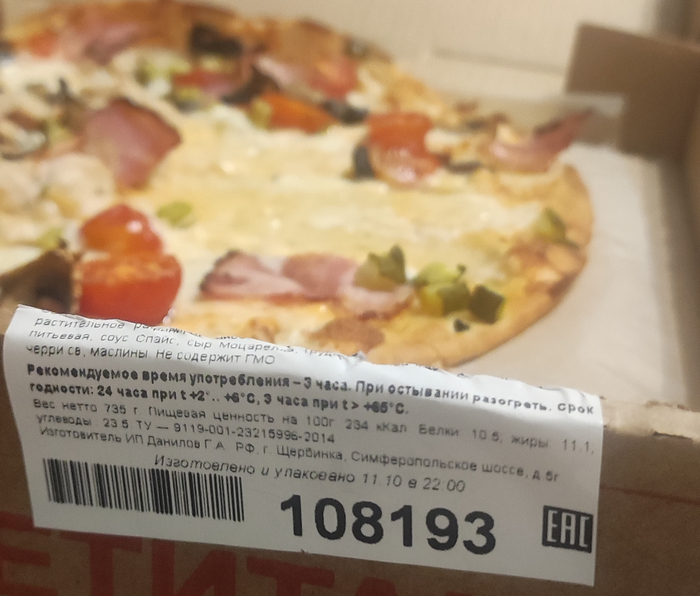 растительное
питьевая, соус Спайс, сыр Моцарелла,
черри св, маслины. Не содержит ГМО
Рекомендуемое время употребления – 3 часа. При остывании разогреть. Срок
годности: 24 часа при t +2°.. +6°С, 3 часа при t > +65°С.
Вес нетто 735 г. Пищевая ценность на 100г 234 кКал Белки: 10.6, жиры: 11.1,
углеводы: 23.5 ТУ — 9119-001-23215996-2014
Изготовитель ИП Данилов Г.А. РФ, г. Щербинка, Симферопольское шоссе, д.5г
Изготовлено и упаковано 11.10 в 22:00
108193
EAC